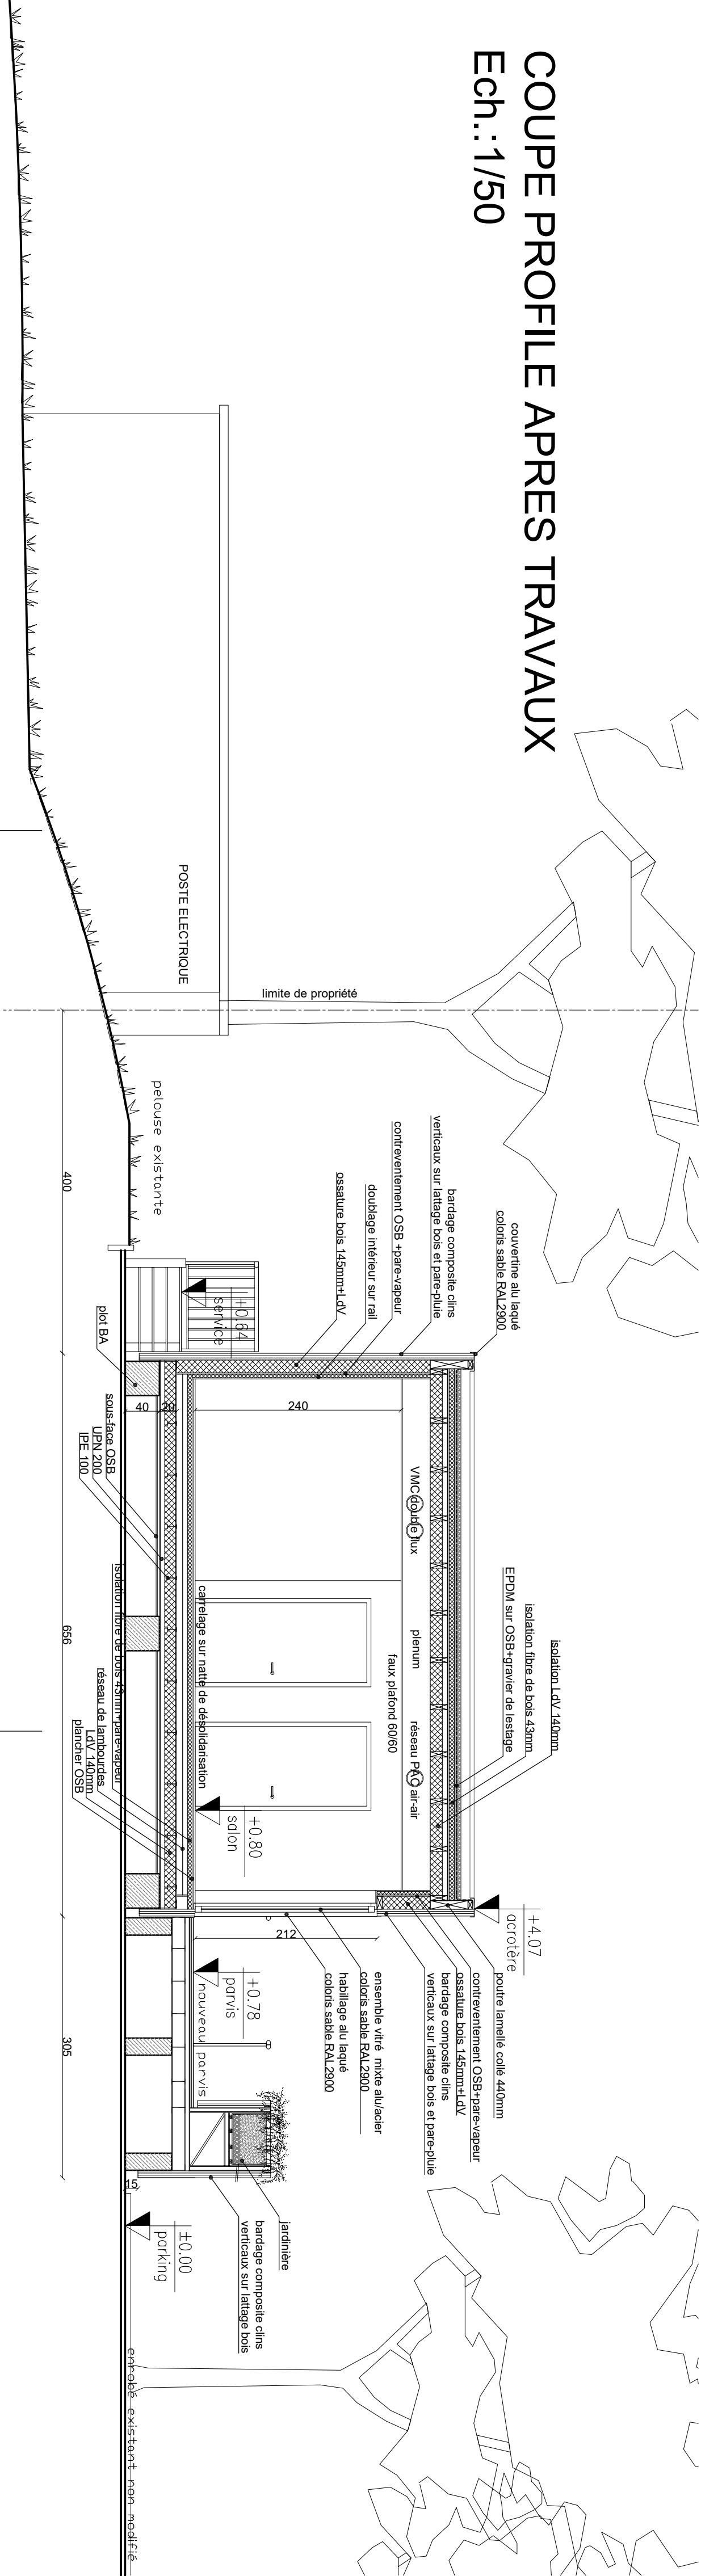 COUPE PROFILE APRES TRAVAUX
Ech.:1/50
POSTE ELECTRIQUE
limite de propriété
pelouse existante
couvertine alu laqué
coloris sable RAL2900
bardage composite clins
verticaux sur lattage bois et pare-pluie
contreventement OSB +pare-vapeur
doublage intérieur sur rail
ossature bois 145mm+LdV
+0.64
service
plot BA
sous-face OSB
UPN 200
IPE 100
40
20
240
VMC double flux
plenum
réseau PAC air-air
faux plafond 60/60
isolation LdV 140mm
isolation fibre de bois 43mm
EPDM sur OSB+gravier de lestage
carrelage sur natte de désolidarisation
+0.80
salon
isolation fibre de bois 43mm+pare-vapeur
réseau de lambourdes
LdV 140mm
plancher OSB
+4.07
acrotère
poutre lamellé collé 440mm
contreventement OSB+pare-vapeur
ossature bois 145mm+LdV
bardage composite clins
verticaux sur lattage bois et pare-pluie
212
ensemble vitré mixte alu/acier
coloris sable RAL2900
habillage alu laqué
coloris sable RAL2900
+0.78
parvis
nouveau parvis
jardinière
bardage composite clins
verticaux sur lattage bois
15
±0.00
parking
enrobé existant non modifié
400
656
305